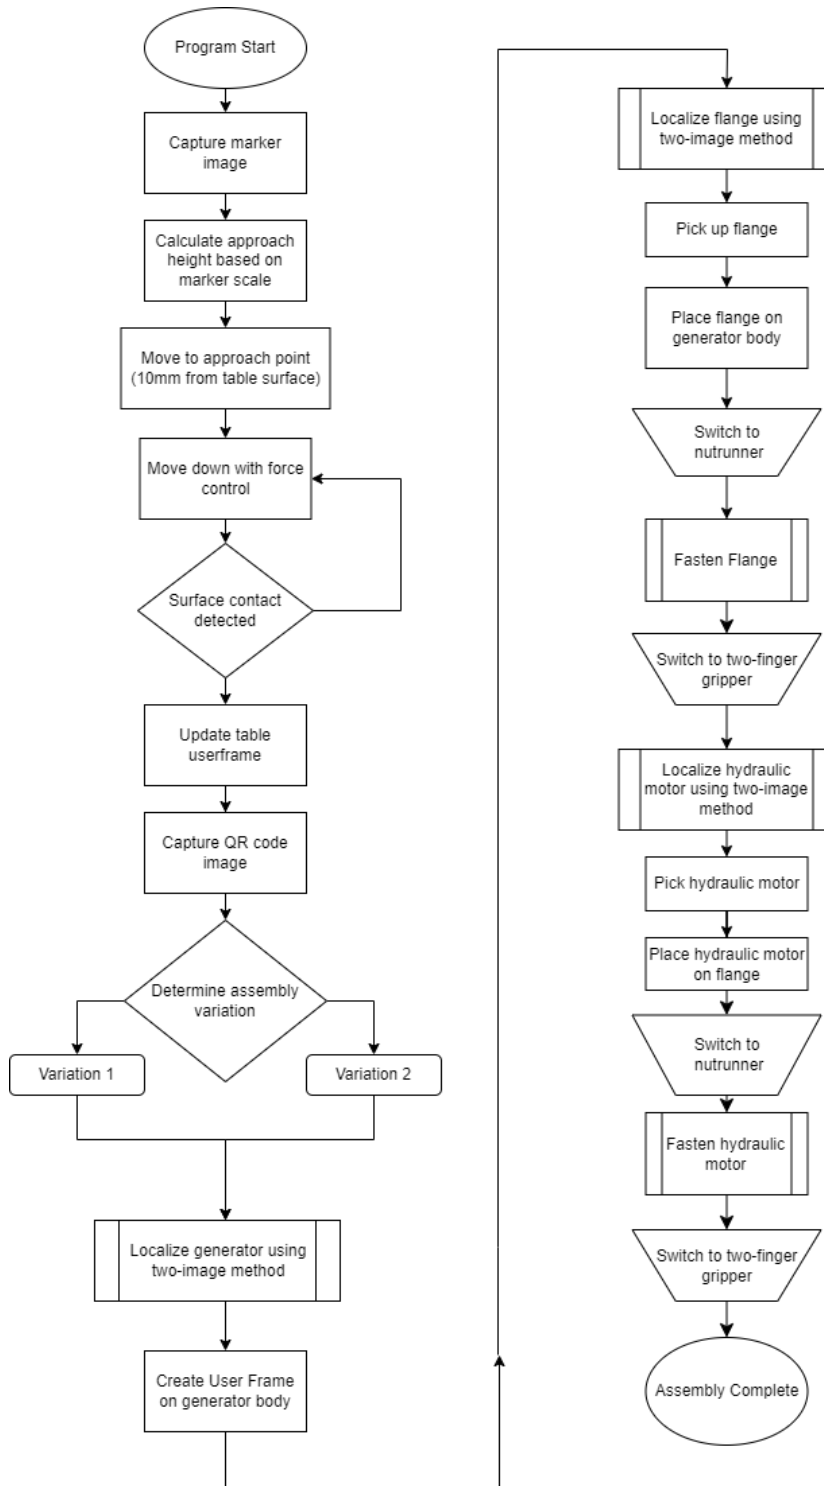 Program Start
Capture marker
image
Calculate approach
height based on
marker scale
Move to approach point
(10mm from table surface)
Move down with force
control
Surface contact
detected
Update table
userframe
Capture QR code
image
Determine assembly
variation
Variation 1
Variation 2
Localize generator using
two-image method
Create User Frame
on generator body
Localize flange using
two-image method
Pick up flange
Place flange on
generator body
Switch to
nutrunner
Fasten Flange
Switch to two-finger
gripper
Localize hydraulic
motor using two-image
method
Pick hydraulic motor
Place hydraulic motor
on flange
Switch to
nutrunner
Fasten hydraulic
motor
Switch to two-finger
gripper
Assembly Complete